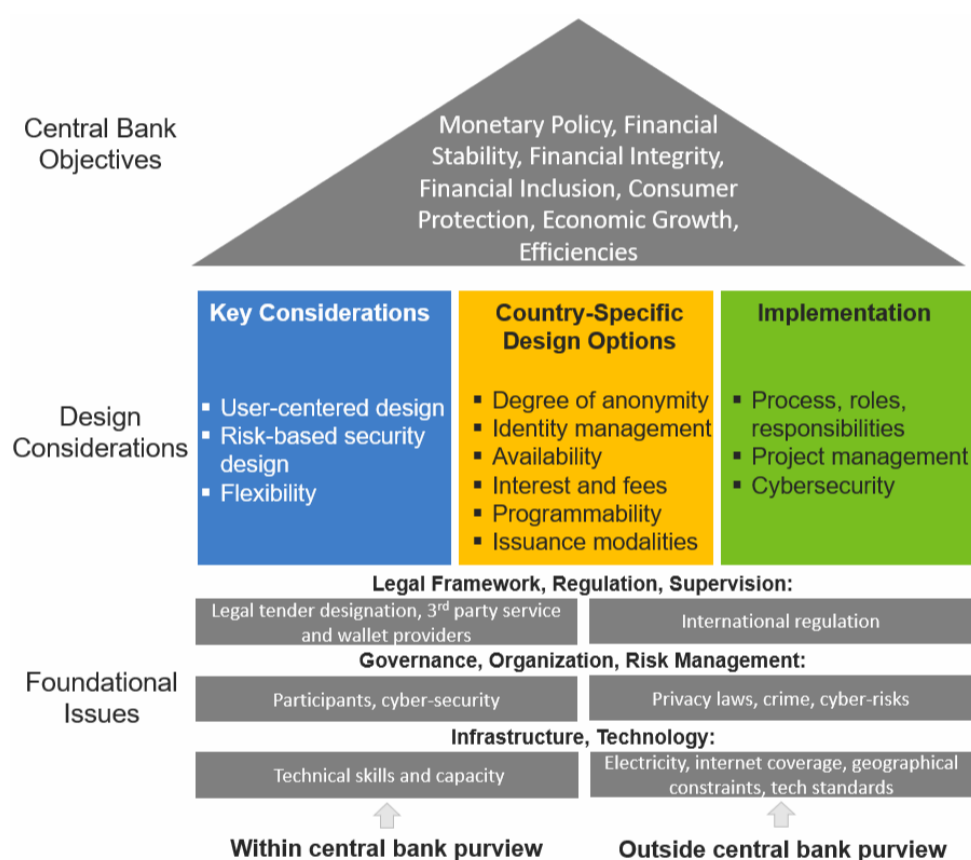 Central Bank
Objectives
Monetary Policy, Financial
Stability, Financial Integrity,
Financial Inclusion, Consumer
Protection, Economic Growth,
Efficiencies
Design
Considerations
Key Considerations
▪ User-centered design
▪ Risk-based security
design
▪ Flexibility
Country-Specific
Design Options
▪ Degree of anonymity
▪ Identity management
▪ Availability
▪ Interest and fees
▪ Programmability
▪ Issuance modalities
Implementation
▪ Process, roles,
responsibilities
▪ Project management
▪ Cybersecurity
Foundational
Issues
Legal Framework, Regulation, Supervision:
Legal tender designation, 3rd party service
and wallet providers
International regulation
Governance, Organization, Risk Management:
Participants, cyber-security
Privacy laws, crime, cyber-risks
Infrastructure, Technology:
Technical skills and capacity
Electricity, internet coverage, geographical
constraints, tech standards
Within central bank purview
Outside central bank purview